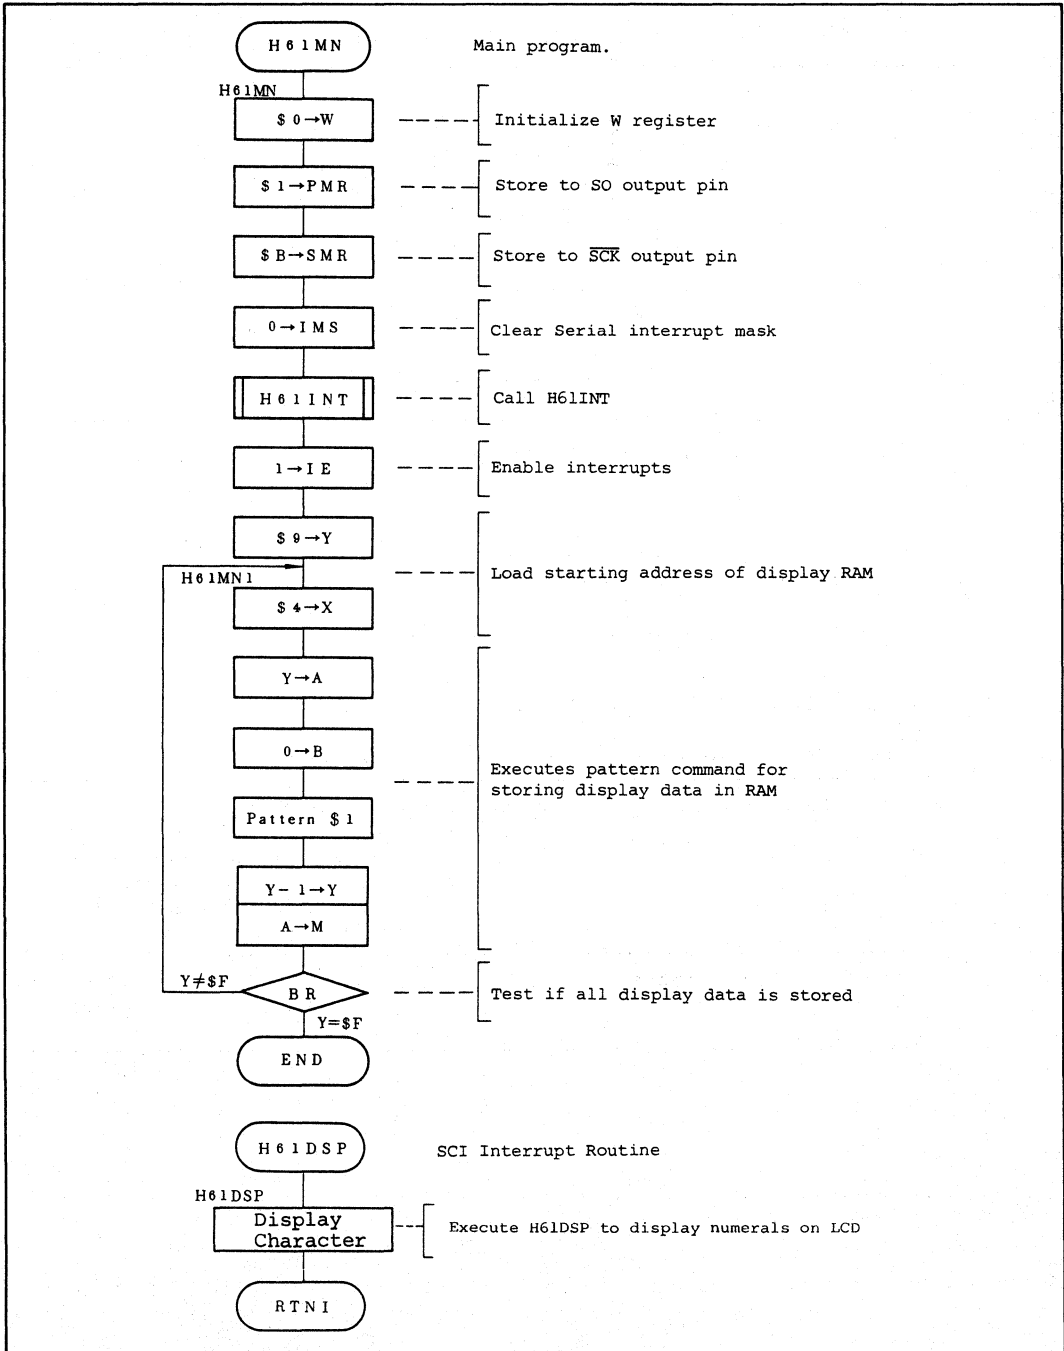 H61MN Main program.
H61MN
$0→W Initialize W register
$1→PMR Store to SO output pin
$B→SMR Store to S̅C̅K̅ output pin
0→IMS Clear Serial interrupt mask
H61INT Call H61INT
1→IE Enable interrupts
$9→Y
H61MN1 Load starting address of display RAM
$4→X
Y→A
0→B
Executes pattern command for
storing display data in RAM
Pattern $1
Y-1→Y
A→M
Y≠$F BR Test if all display data is stored
Y=$F
END
H61DSP SCI Interrupt Routine
H61DSP
Display
Character
Execute H61DSP to display numerals on LCD
RTNI